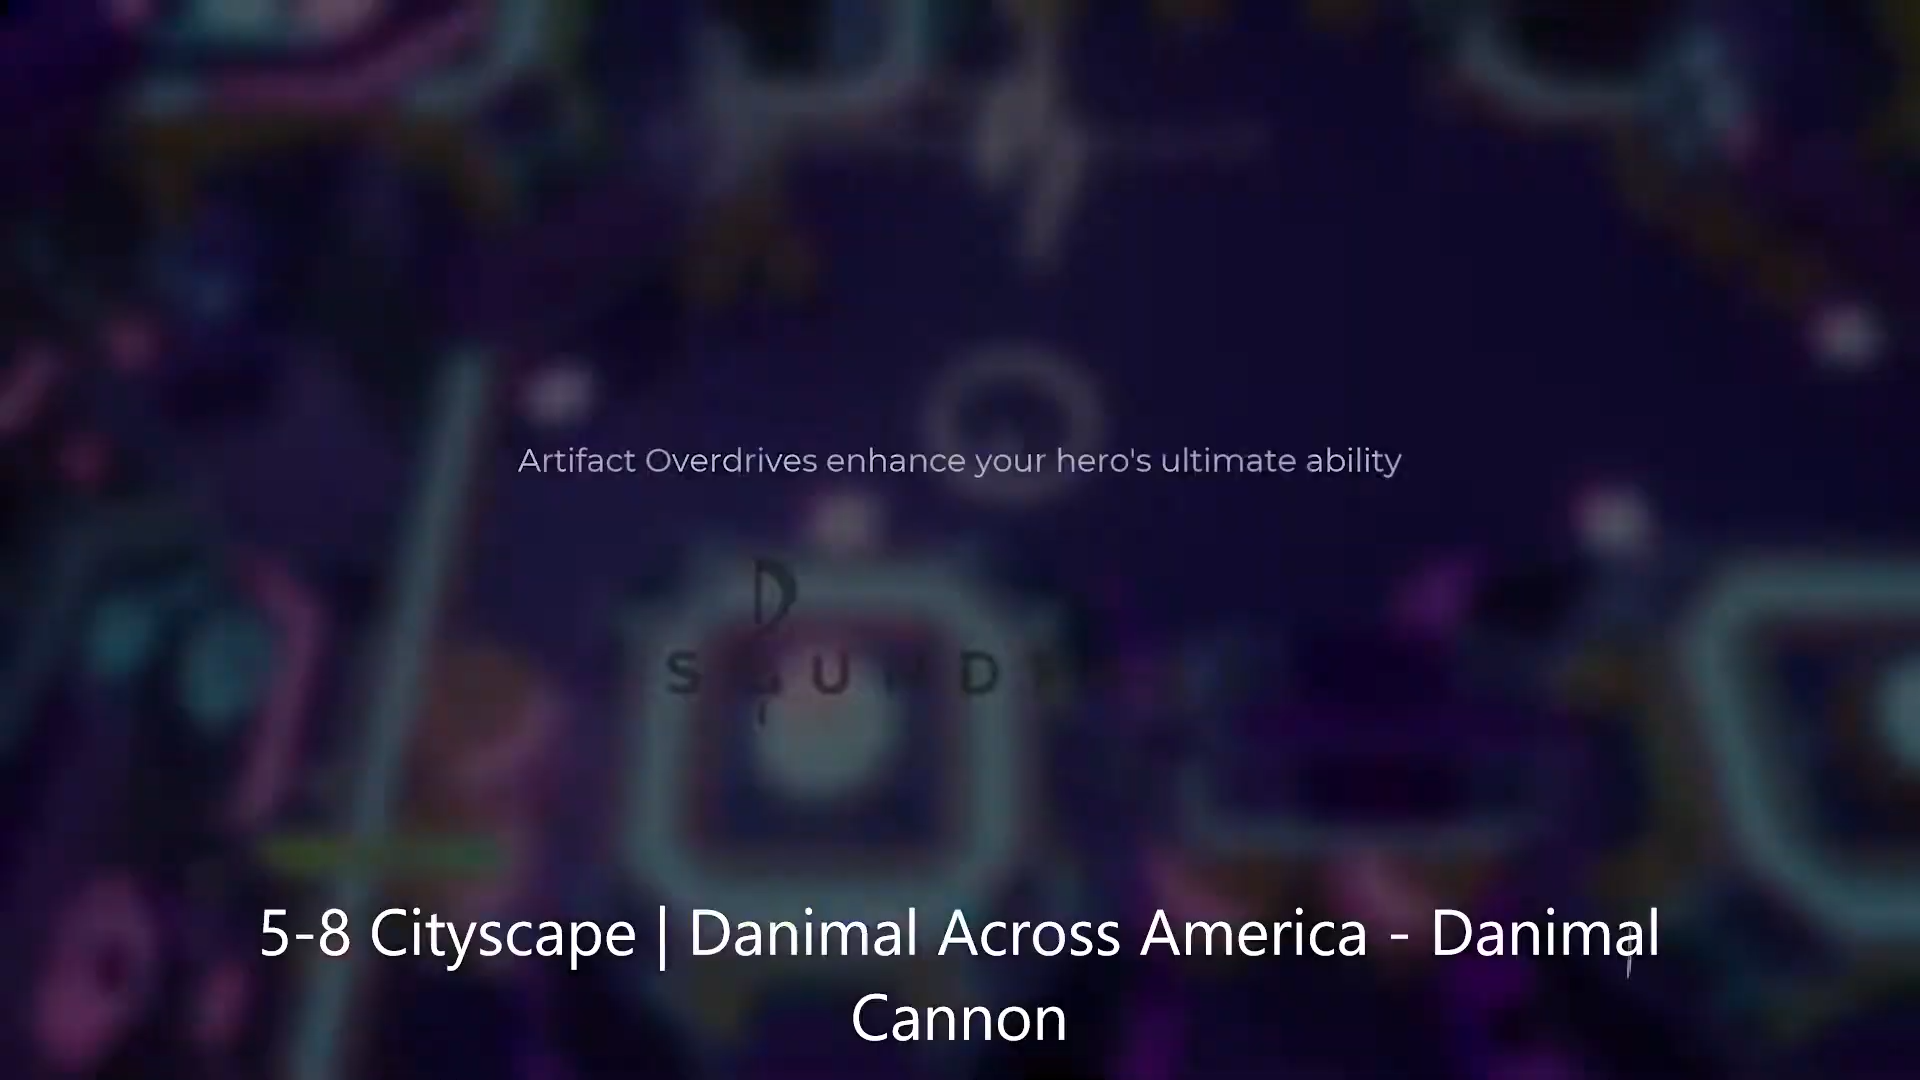 Artifact Overdrives enhance your hero's ultimate ability
D
5-8 Cityscape | Danimal Across America - Danimal
Cannon